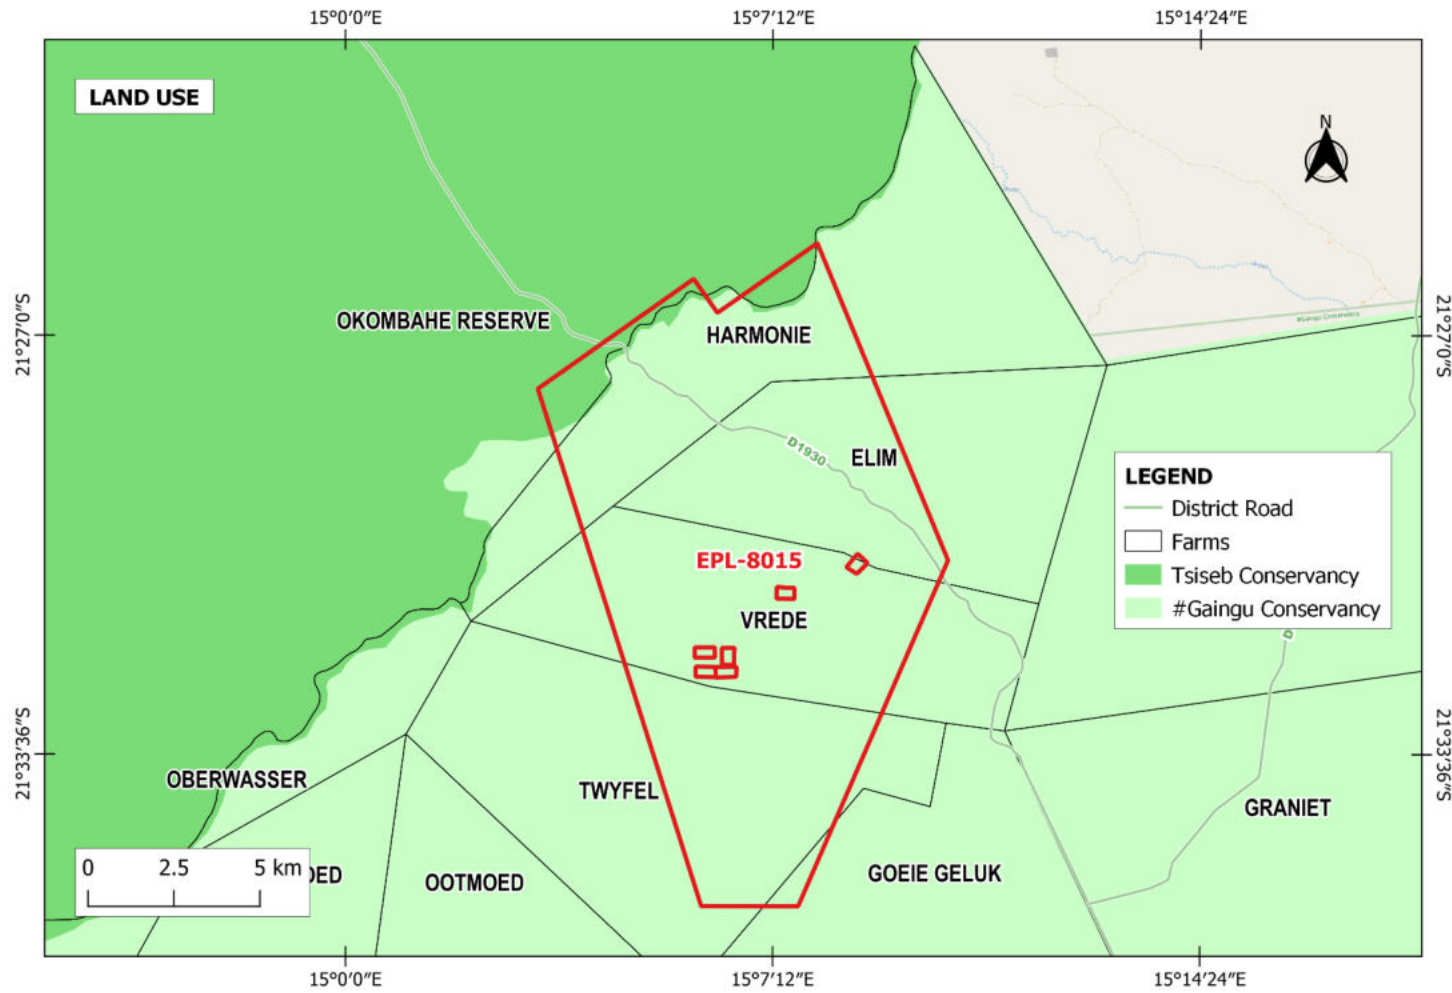 15°0′0″E 15°7′12″E 15°14′24″E
LAND USE
N
21°27′0″S
OKOMBAHE RESERVE
HARMONIE
#Gaingu Conservancy
21°27′0″S
D1930
ELIM
LEGEND
District Road
Farms
Tsiseb Conservancy
#Gaingu Conservancy
EPL-8015
VREDE
D
21°33′36″S
OBERWASSER
TWYFEL
GRANIET
21°33′36″S
0 2.5 5 km
OED
OOTMOED
GOEIE GELUK
15°0′0″E 15°7′12″E 15°14′24″E